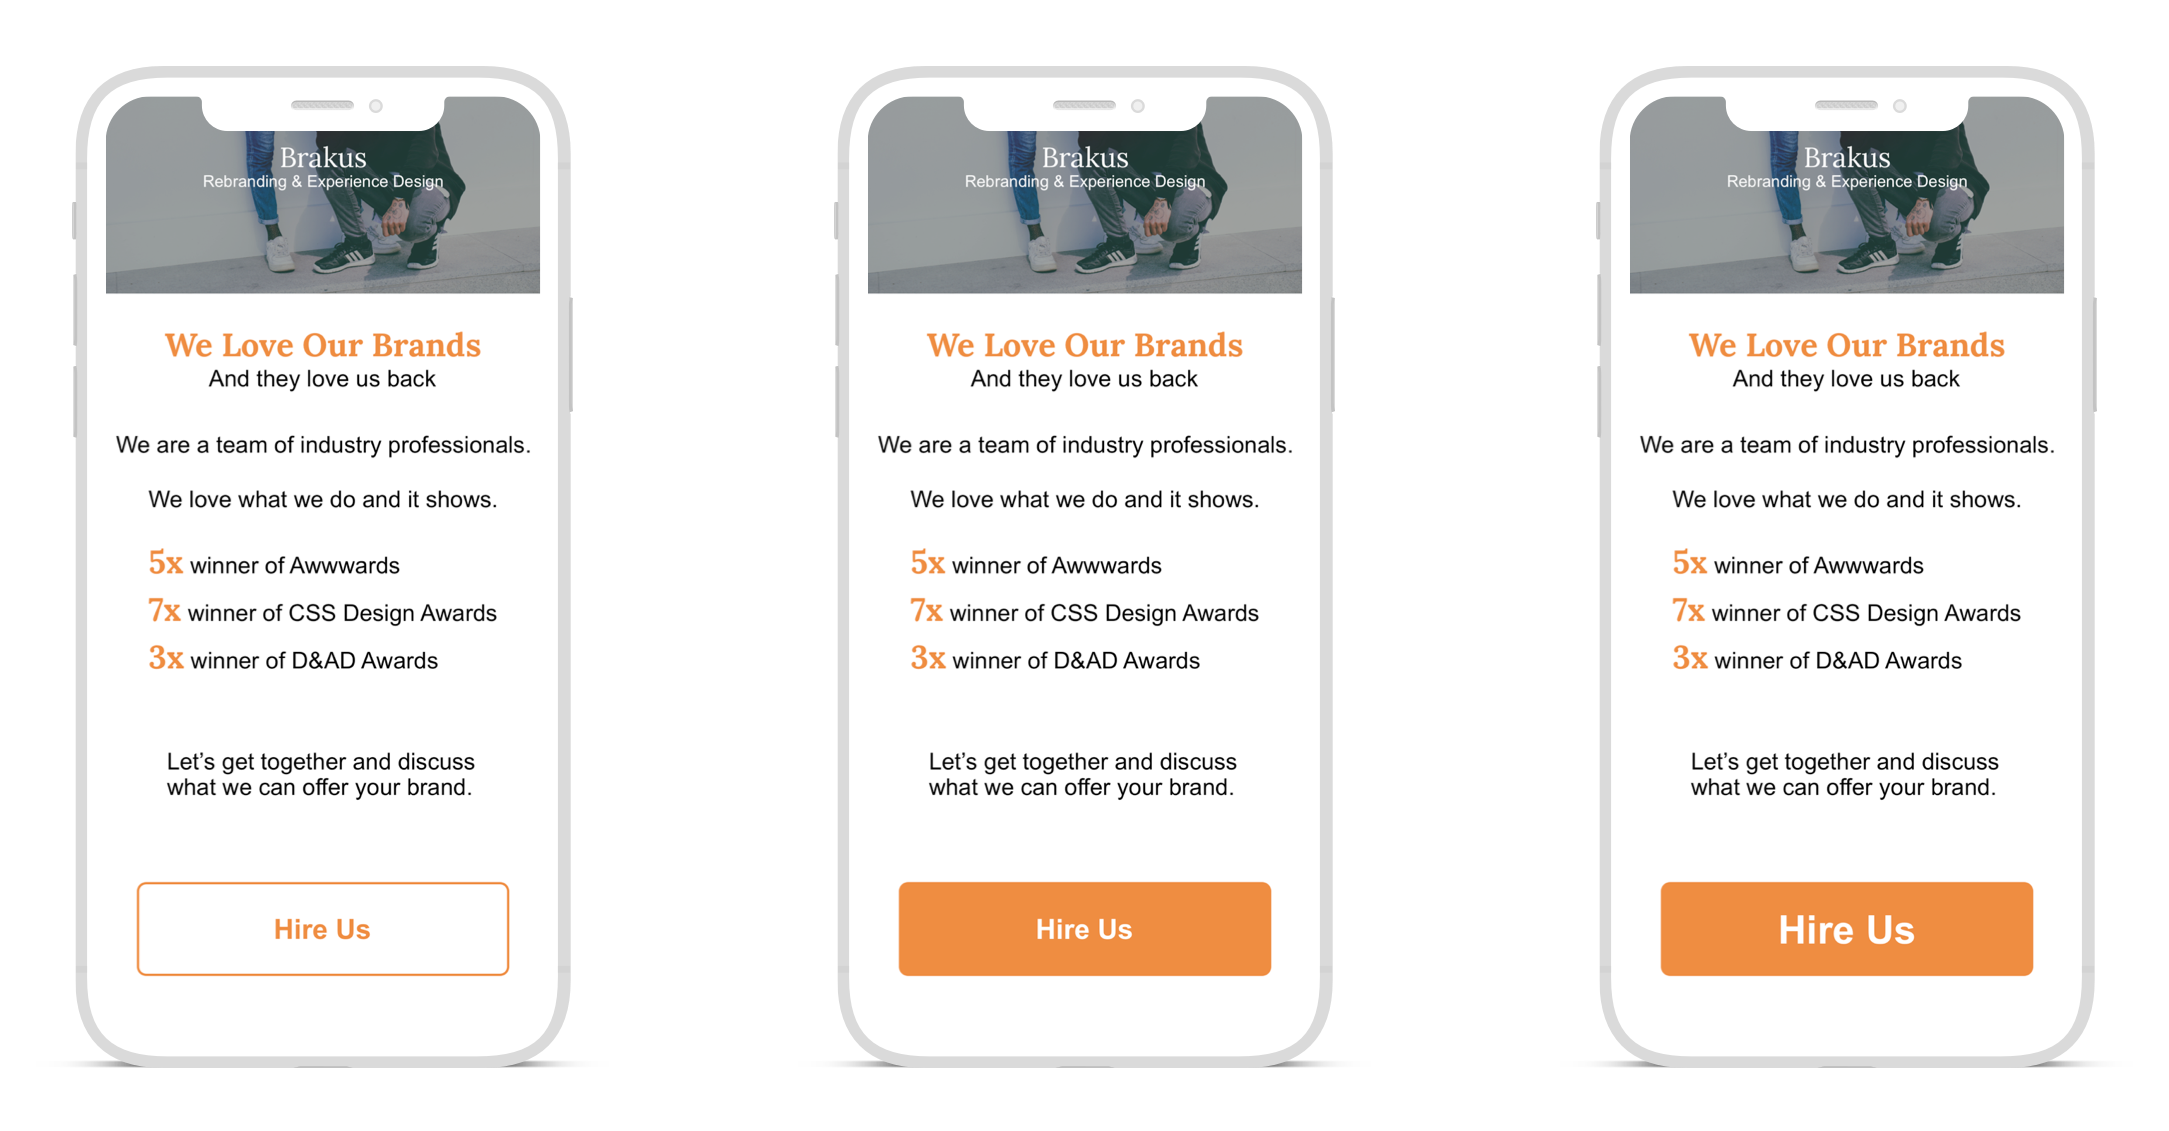 Brakus
Rebranding & Experience Design
We Love Our Brands
And they love us back
We are a team of industry professionals.
We love what we do and it shows.
5x winner of Awwwards
7x winner of CSS Design Awards
3x winner of D&AD Awards
Let’s get together and discuss
what we can offer your brand.
Hire Us
Brakus
Rebranding & Experience Design
We Love Our Brands
And they love us back
We are a team of industry professionals.
We love what we do and it shows.
5x winner of Awwwards
7x winner of CSS Design Awards
3x winner of D&AD Awards
Let’s get together and discuss
what we can offer your brand.
Hire Us
Brakus
Rebranding & Experience Design
We Love Our Brands
And they love us back
We are a team of industry professionals.
We love what we do and it shows.
5x winner of Awwwards
7x winner of CSS Design Awards
3x winner of D&AD Awards
Let’s get together and discuss
what we can offer your brand.
Hire Us